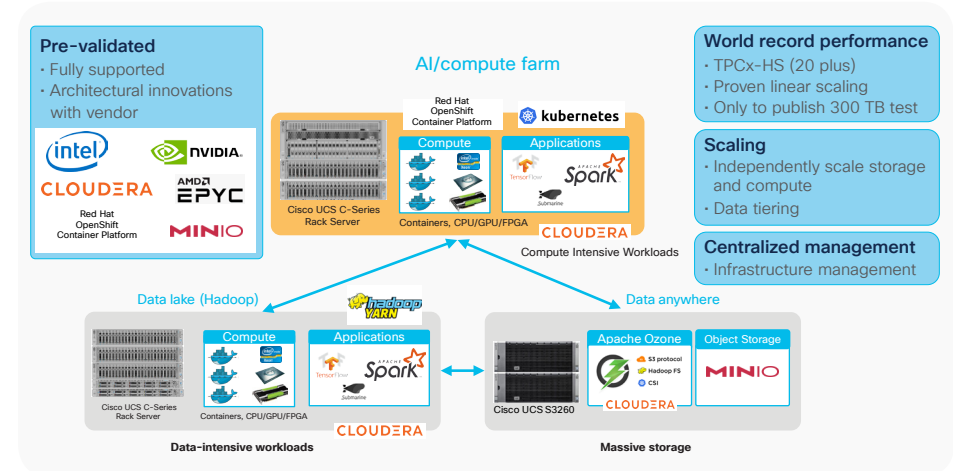 Pre-validated
· Fully supported
· Architectural innovations
with vendor
intel
NVIDIA.
CLOUDERA
AMD
EPYC
Red Hat
OpenShift
Container Platform
MINIO
AI/compute farm
Red Hat
OpenShift
Container Platform
kubernetes
Compute
Applications
TensorFlow
APACHE
Spark
Submarine
Cisco UCS C-Series
Rack Server
Containers, CPU/GPU/FPGA
CLOUDERA
Compute Intensive Workloads
World record performance
· TPCx-HS (20 plus)
· Proven linear scaling
· Only to publish 300 TB test
Scaling
· Independently scale storage
and compute
· Data tiering
Centralized management
· Infrastructure management
Data lake (Hadoop)
hadoop
YARN
Compute
Applications
TensorFlow
APACHE
Spark
Submarine
Cisco UCS C-Series
Rack Server
Containers, CPU/GPU/FPGA
CLOUDERA
Data-intensive workloads
Data anywhere
Apache Ozone
Object Storage
S3 protocol
Hadoop FS
CSI
CLOUDERA
MINIO
Cisco UCS S3260
Massive storage